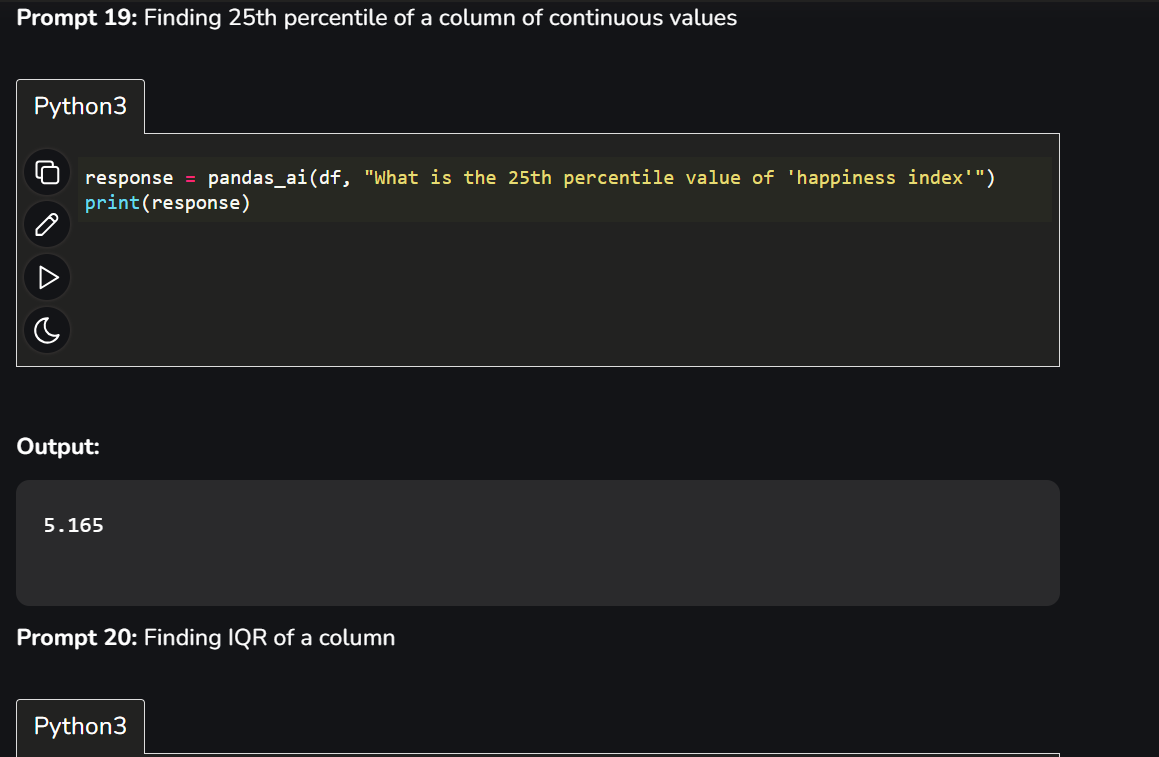 Prompt 19: Finding 25th percentile of a column of continuous values
Python3
response = pandas_ai(df, "What is the 25th percentile value of 'happiness index'")
print(response)
Output:
5.165
Prompt 20: Finding IQR of a column
Python3